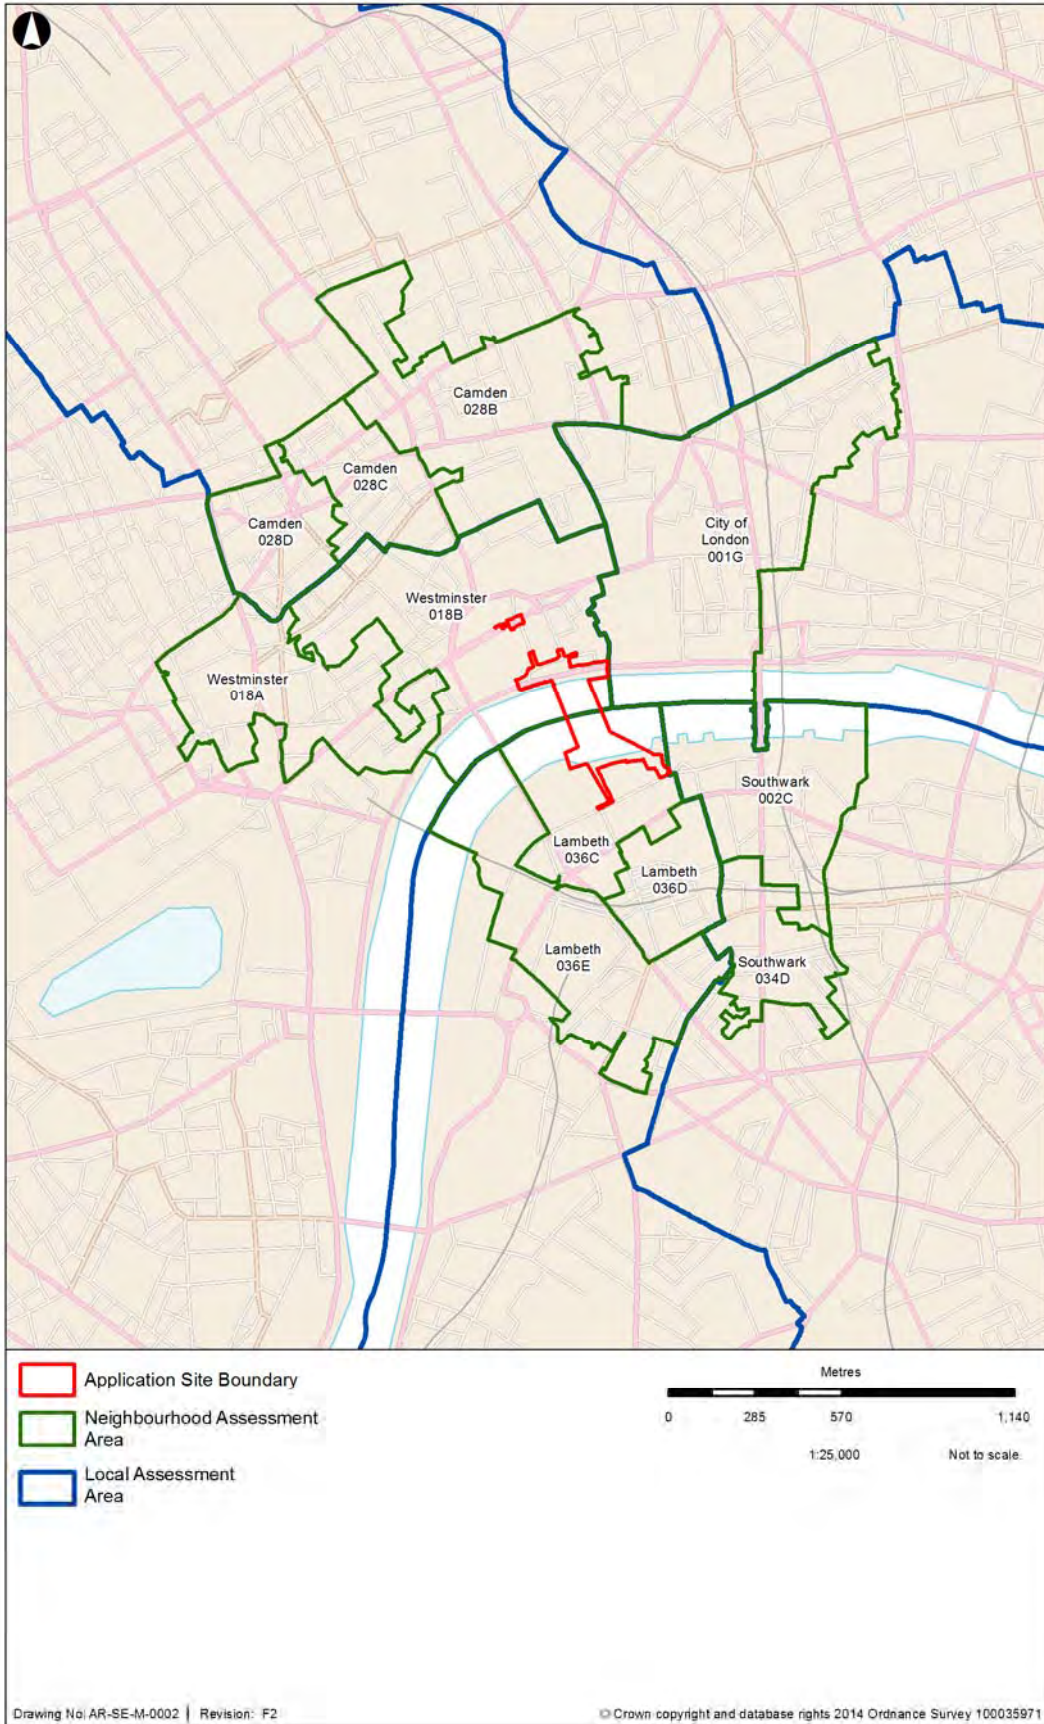 Camden
028B
Camden
028C
Camden
028D
City of
London
001G
Westminster
018B
Westminster
018A
Southwark
002C
Lambeth
036C
Lambeth
036D
Lambeth
036E
Southwark
034D
Application Site Boundary
Neighbourhood Assessment
Area
Local Assessment
Area
Metres
0 285 570 1,140
1:25,000 Not to scale
Drawing No: AR-SE-M-0002 | Revision: F2
© Crown copyright and database rights 2014 Ordnance Survey 100035971